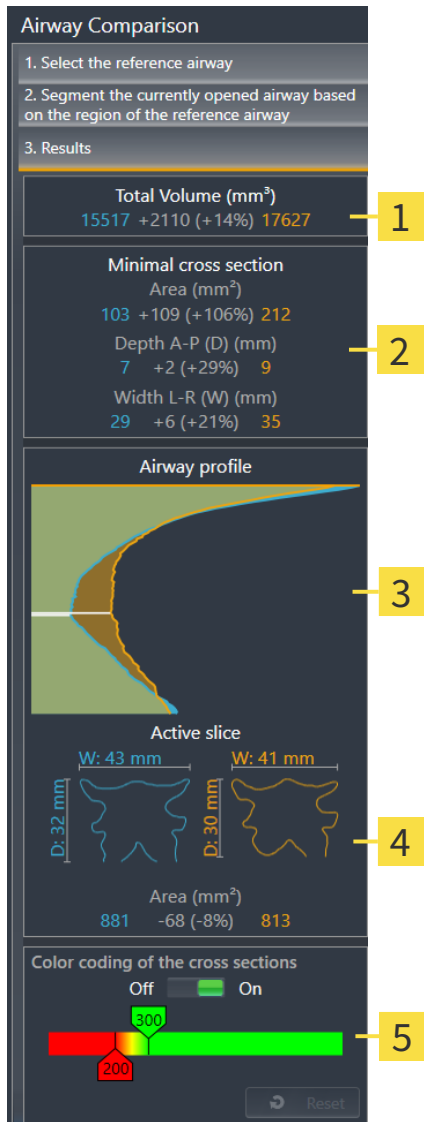 Airway Comparison
1. Select the reference airway
2. Segment the currently opened airway based
on the region of the reference airway
3. Results
Total Volume (mm³)
15517 +2110 (+14%) 17627
1
Minimal cross section
Area (mm²)
103 +109 (+106%) 212
Depth A-P (D) (mm)
7 +2 (+29%) 9
Width L-R (W) (mm)
29 +6 (+21%) 35
2
Airway profile
3
Active slice
W: 43 mm W: 41 mm
D: 32 mm D: 30 mm
4
Area (mm²)
881 -68 (-8%) 813
Color coding of the cross sections
Off On
300
5
200
Reset